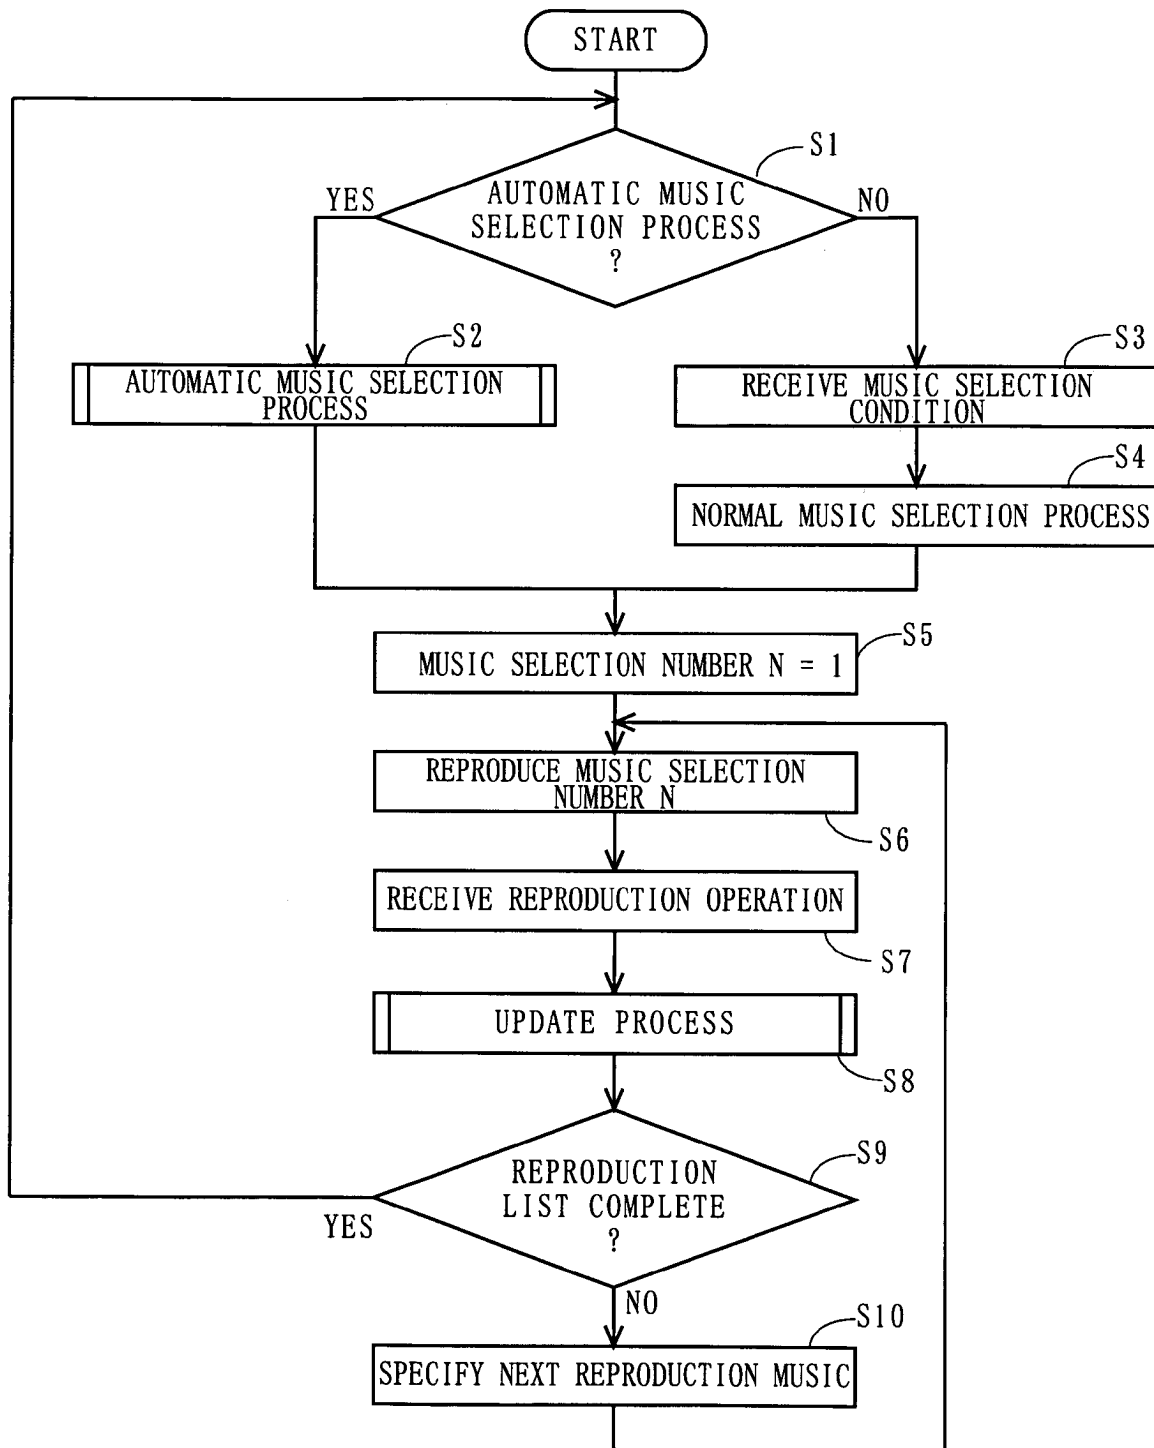 START
S1
AUTOMATIC MUSIC
SELECTION PROCESS
?
YES
NO
S2
AUTOMATIC MUSIC SELECTION
PROCESS
S3
RECEIVE MUSIC SELECTION
CONDITION
S4
NORMAL MUSIC SELECTION PROCESS
S5
MUSIC SELECTION NUMBER N = 1
REPRODUCE MUSIC SELECTION
NUMBER N
S6
RECEIVE REPRODUCTION OPERATION
S7
UPDATE PROCESS
S8
S9
REPRODUCTION
LIST COMPLETE
?
YES
NO
S10
SPECIFY NEXT REPRODUCTION MUSIC